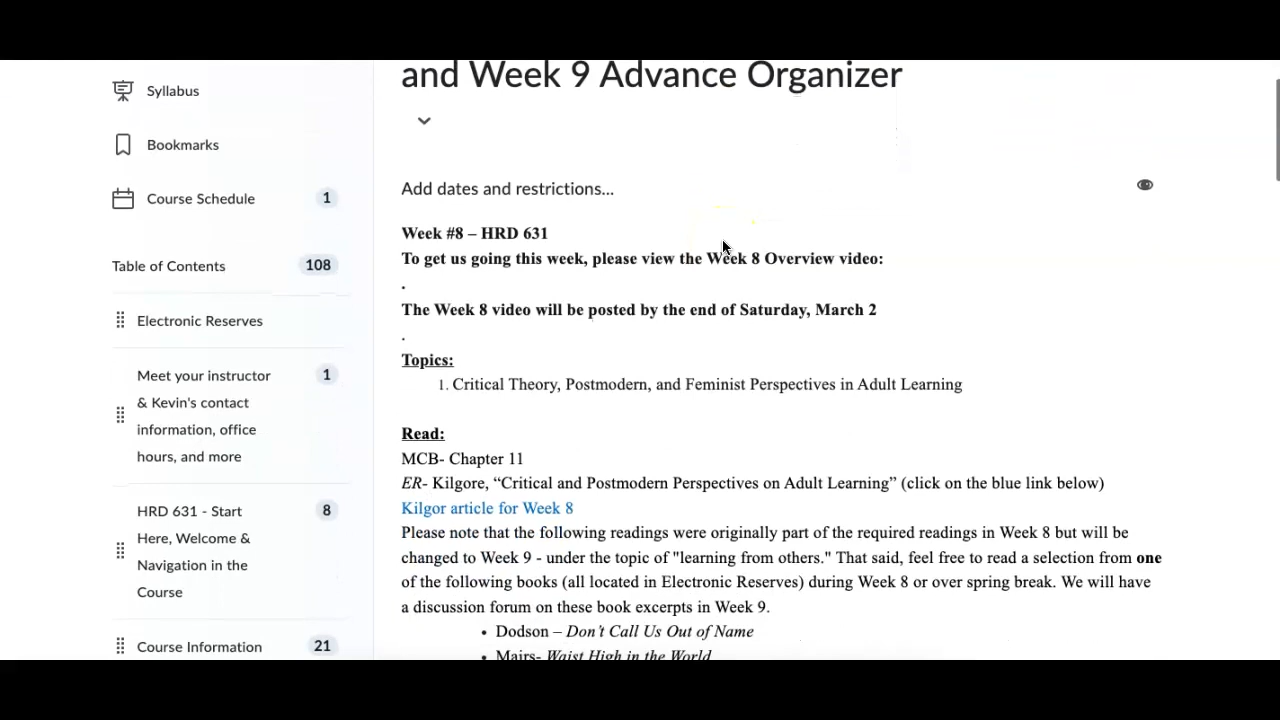 and Week 9 Advance Organizer
Syllabus
Bookmarks
Course Schedule 1
Table of Contents 108
Electronic Reserves
Meet your instructor 1
& Kevin's contact
information, office
hours, and more
HRD 631 - Start 8
Here, Welcome &
Navigation in the
Course
Course Information 21
Add dates and restrictions...
Week #8 – HRD 631
To get us going this week, please view the Week 8 Overview video:
.
The Week 8 video will be posted by the end of Saturday, March 2
.
Topics:
1. Critical Theory, Postmodern, and Feminist Perspectives in Adult Learning
Read:
MCB- Chapter 11
ER- Kilgore, “Critical and Postmodern Perspectives on Adult Learning” (click on the blue link below)
Kilgor article for Week 8
Please note that the following readings were originally part of the required readings in Week 8 but will be
changed to Week 9 - under the topic of "learning from others." That said, feel free to read a selection from one
of the following books (all located in Electronic Reserves) during Week 8 or over spring break. We will have
a discussion forum on these book excerpts in Week 9.
• Dodson – Don't Call Us Out of Name
• Mairs- Waist High in the World